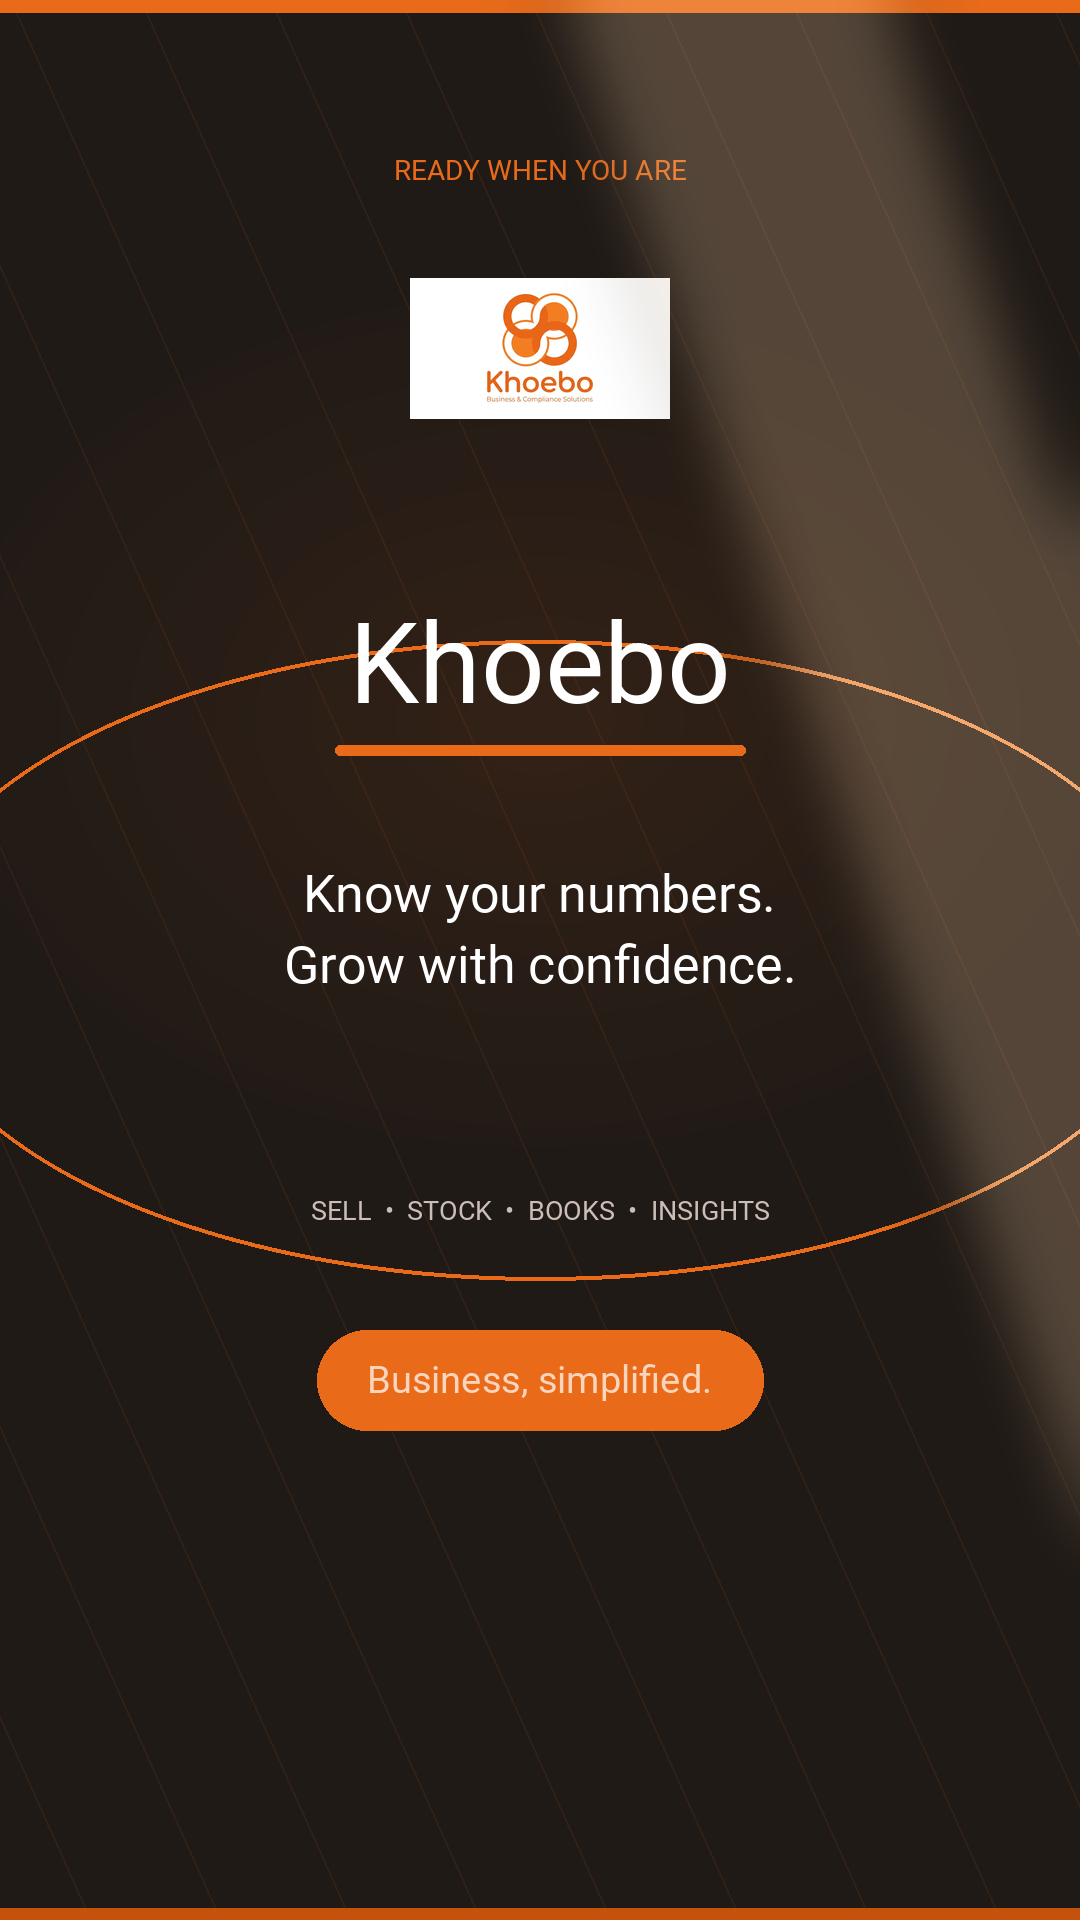 READY WHEN YOU ARE
Khoebo
Business & Compliance Solutions
Khoebo
Know your numbers.
Grow with confidence.
SELL • STOCK • BOOKS • INSIGHTS
Business, simplified.